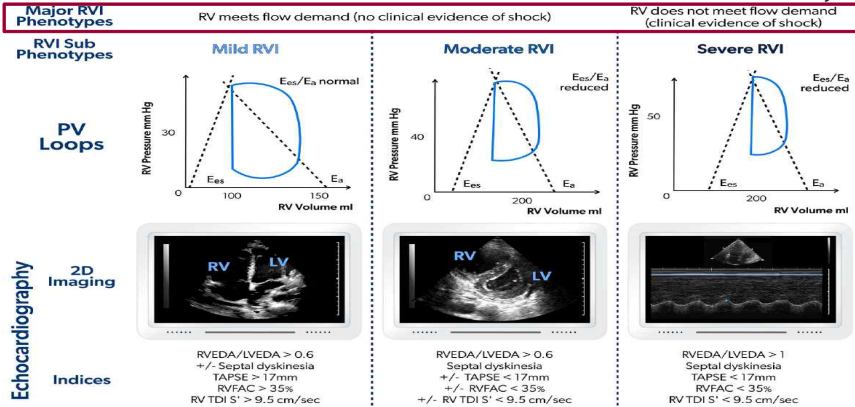 Major RVI
Phenotypes
RV meets flow demand (no clinical evidence of shock)
RV does not meet flow demand
(clinical evidence of shock)
RVI Sub
Phenotypes
Mild RVI
Moderate RVI
Severe RVI
PV
Loops
RV Pressure mm Hg
30
0
Ees/Ea normal
Ees
100
150
Ea
RV Volume ml
RV Pressure mm Hg
40
0
Ees/Ea
reduced
Ees
200
Ea
RV Volume ml
RV Pressure mm Hg
50
0
Ees/Ea
reduced
Ees
200
Ea
RV Volume ml
Echocardiography
2D
Imaging
RV
LV
RV
LV
Indices
RVEDA/LVEDA > 0.6
+/- Septal dyskinesia
TAPSE > 17mm
RVFAC > 35%
RV TDI S' > 9.5 cm/sec
RVEDA/LVEDA > 0.6
Septal dyskinesia
+/- TAPSE < 17mm
+/- RVFAC < 35%
+/- RV TDI S' < 9.5 cm/sec
RVEDA/LVEDA > 1
Septal dyskinesia
TAPSE < 17mm
RVFAC < 35%
RV TDI S' < 9.5 cm/sec